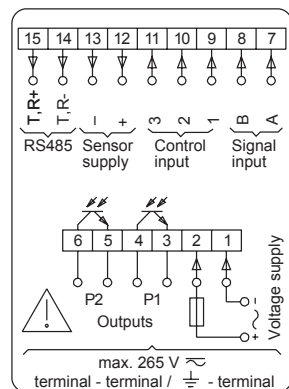 15 14 13 12 11 10 9 8 7
T,R+ T,R- – + 3 2 1 B A
RS485 Sensor supply Control input Signal input
6 5 4 3 2 1
P2 P1
Outputs
- +
Voltage supply
max. 265 V
terminal - terminal / - terminal